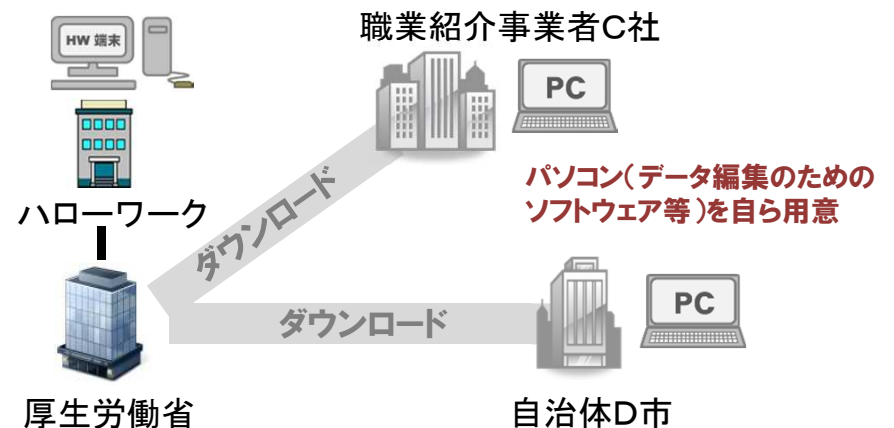 HW 端末
職業紹介事業者C社
PC
パソコン(データ編集のための
ソフトウェア等)を自ら用意
ハローワーク
ダウンロード
ダウンロード
PC
厚生労働省
自治体D市